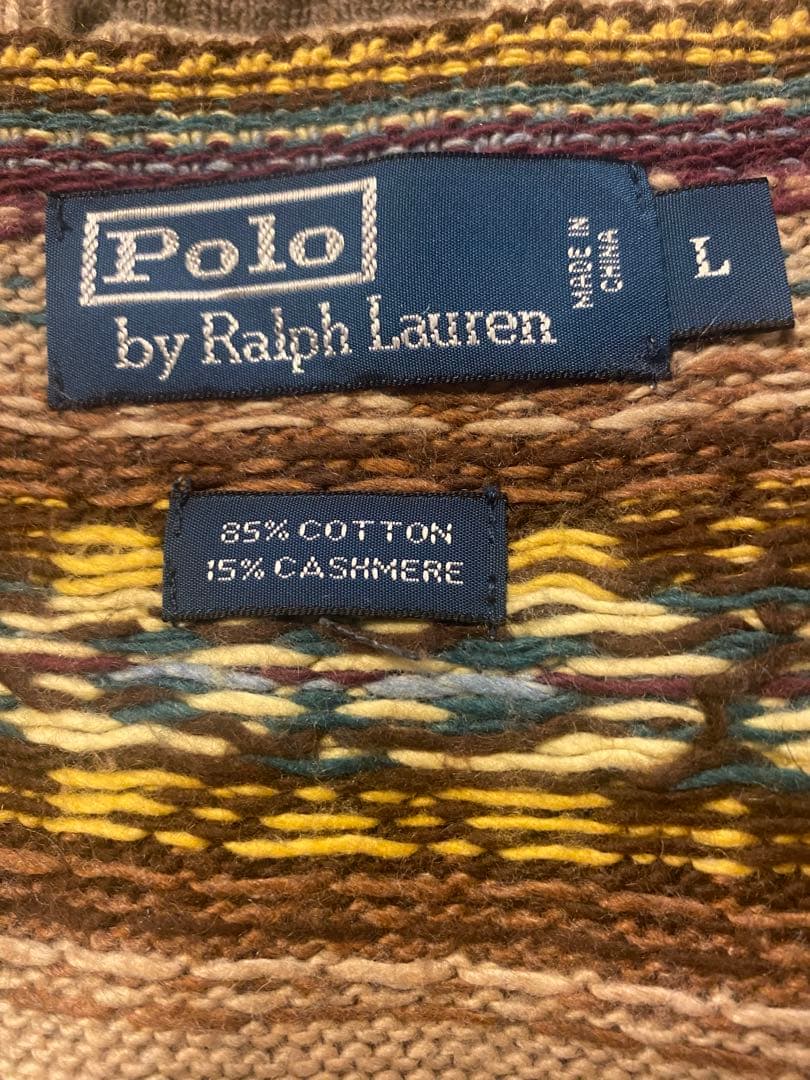 Polo
by Ralph Lauren
MADE IN
CHINA
L
85% COTTON
15% CASHMERE